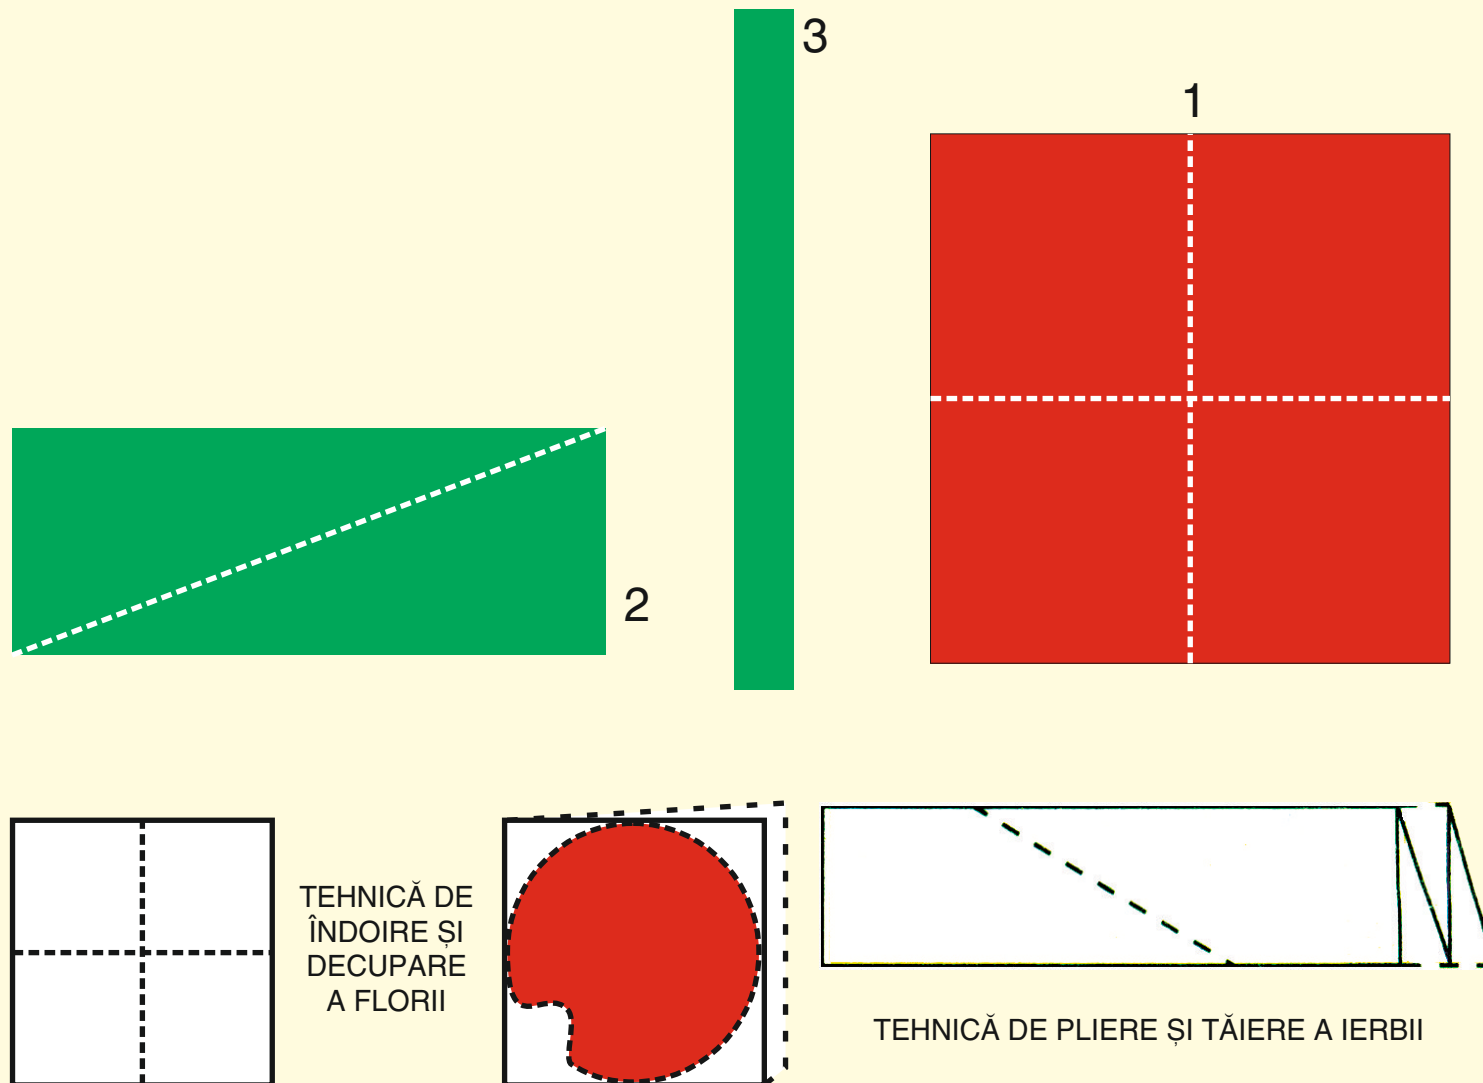 3
1
2
TEHNICĂ DE
ÎNDOIRE ȘI
DECUPARE
A FLORII
TEHNICĂ DE PLIERE ȘI TĂIERE A IERBII